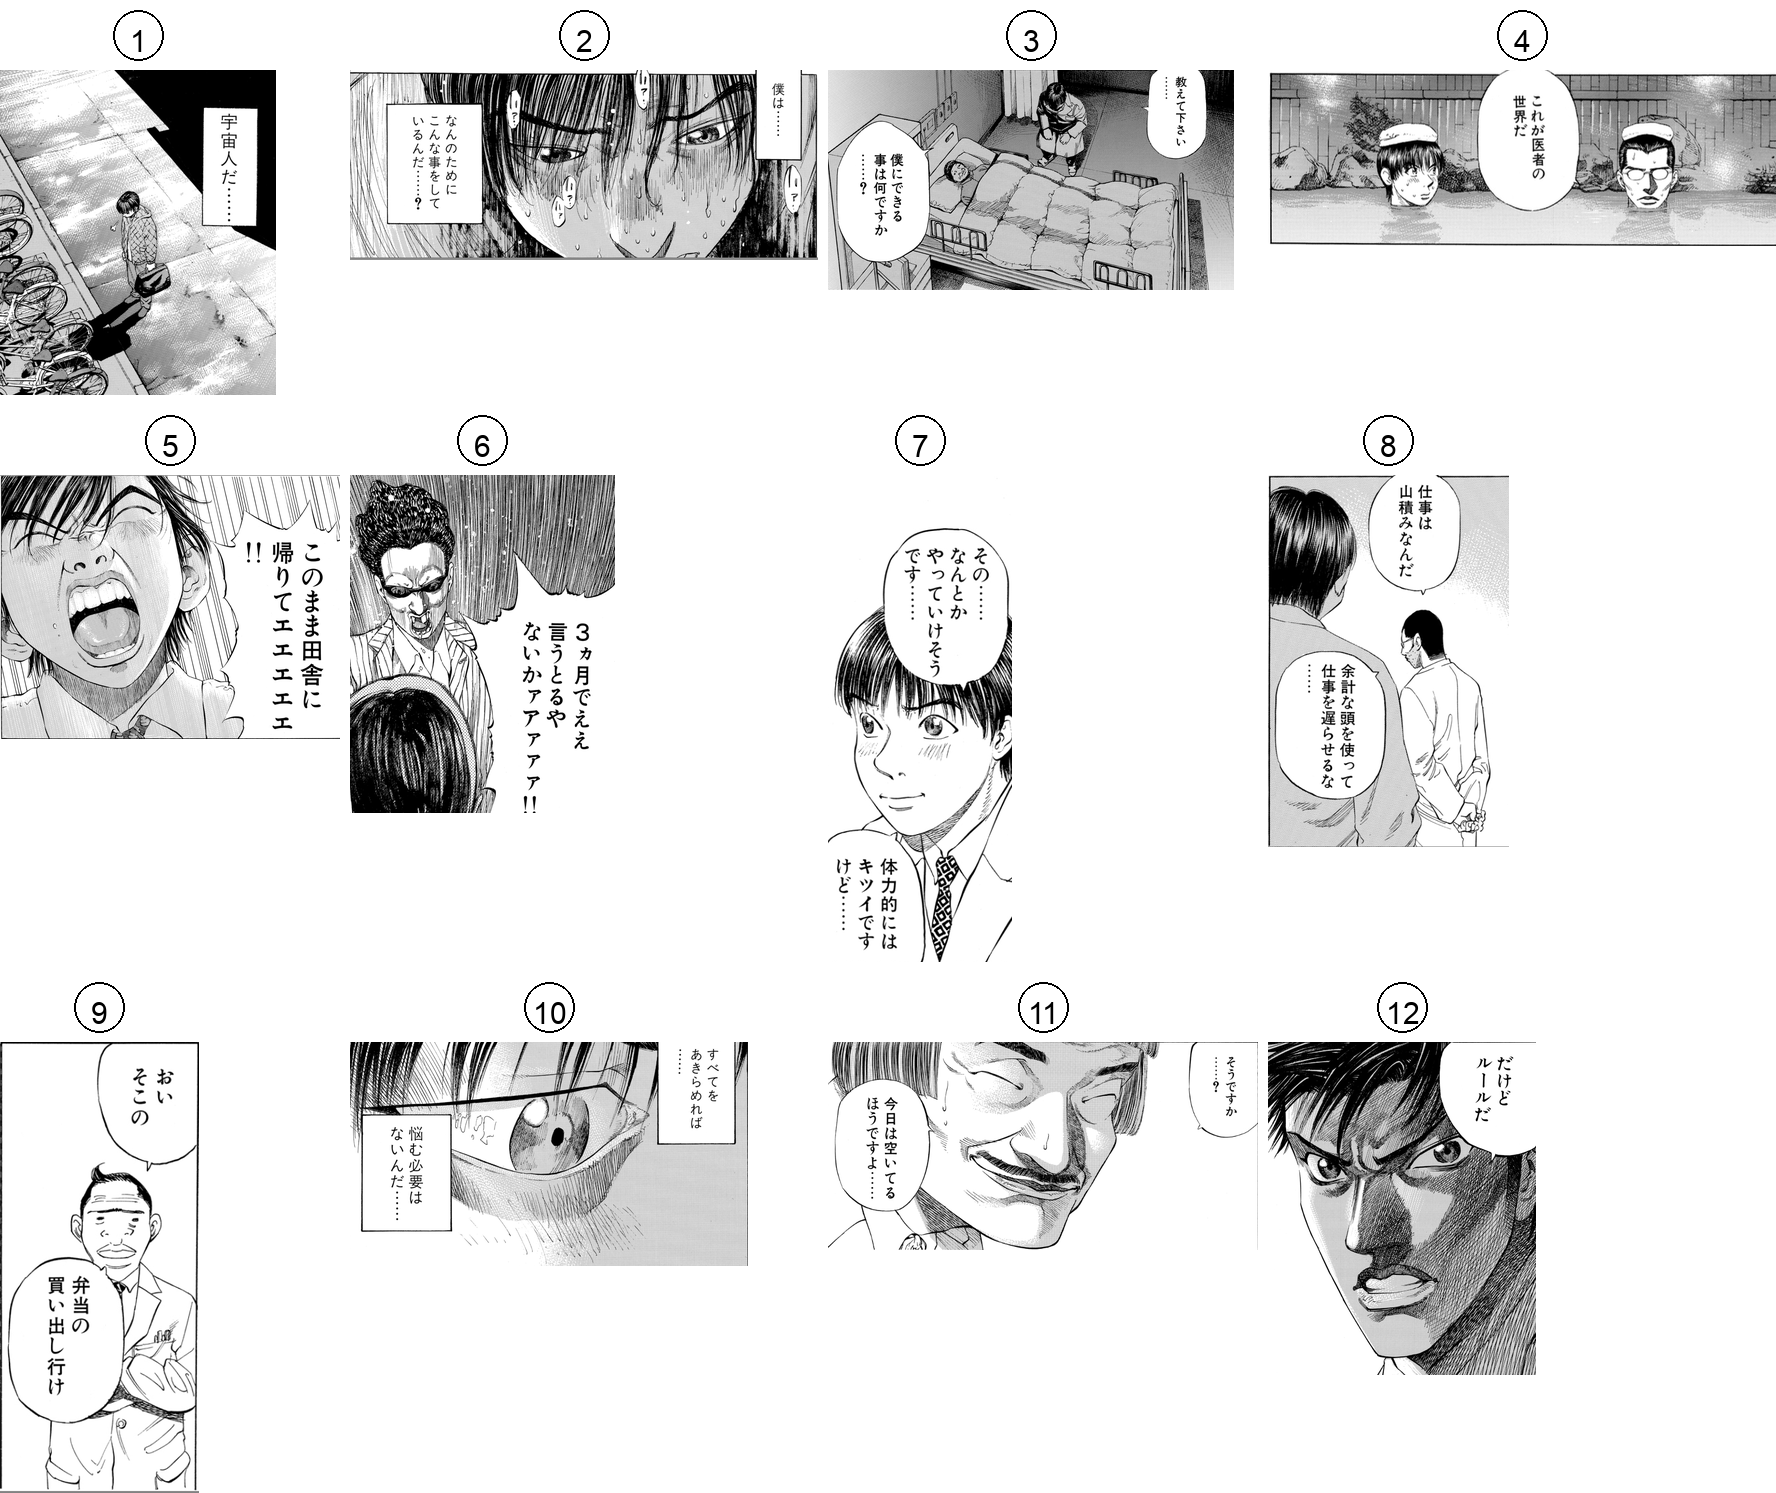 1
宇宙人だ……
2
僕は……
なんのために
こんな事をして
いるんだ……？
！？
！？
！？
！？
！？
3
教えて下さい
……
僕にできる
事は何ですか
……？
4
これが医者の
世界だ
5
このまま田舎に
帰りてェェェェェ
!!
6
3ヵ月でええ
言うとるや
ないかァァァァ!!
7
その……
なんとか
やっていけそう
です……
体力的には
キツイです
けど……
8
仕事は
山積みなんだ
余計な頭を使って
仕事を遅らせるな
……
9
おい
そこの
弁当の
買い出し行け
10
すべてを
あきらめれば
……
悩む必要は
ないんだ……
11
そうですか
……？
今日は空いてる
ほうですよ……
12
だけど
ルールだ